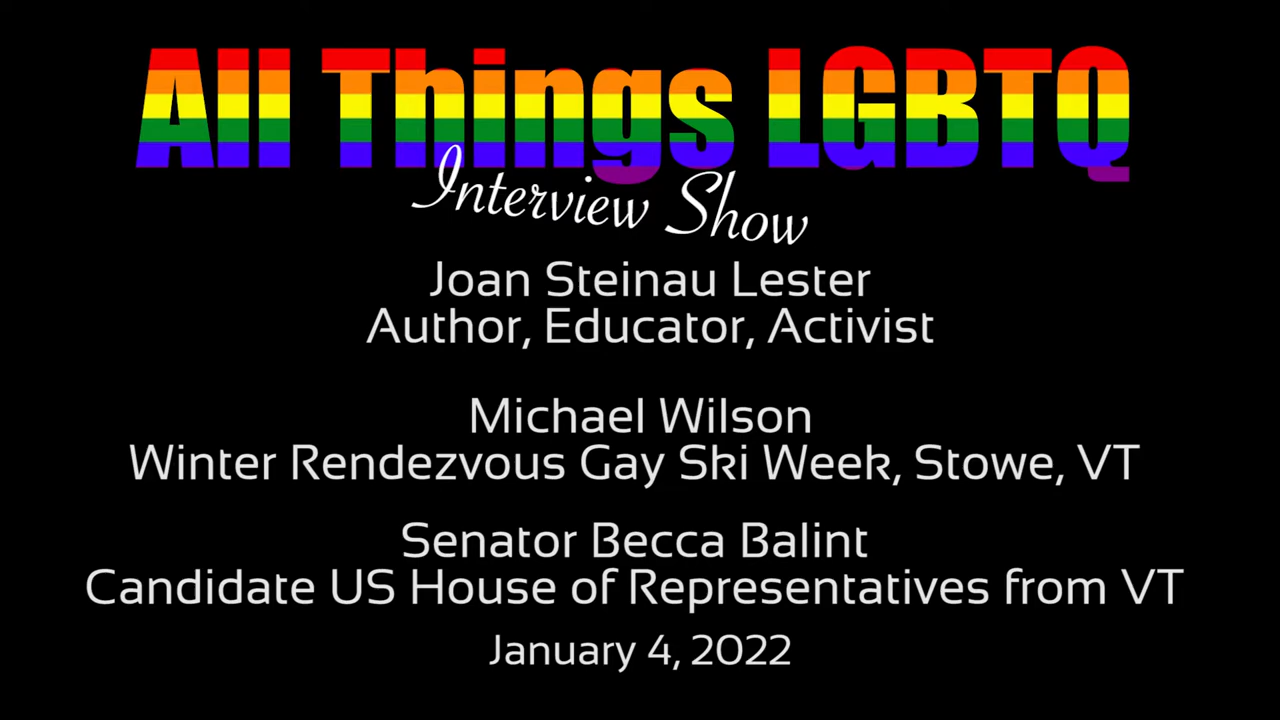 All Things LGBTQ
Interview Show
Joan Steinau Lester
Author, Educator, Activist
Michael Wilson
Winter Rendezvous Gay Ski Week, Stowe, VT
Senator Becca Balint
Candidate US House of Representatives from VT
January 4, 2022